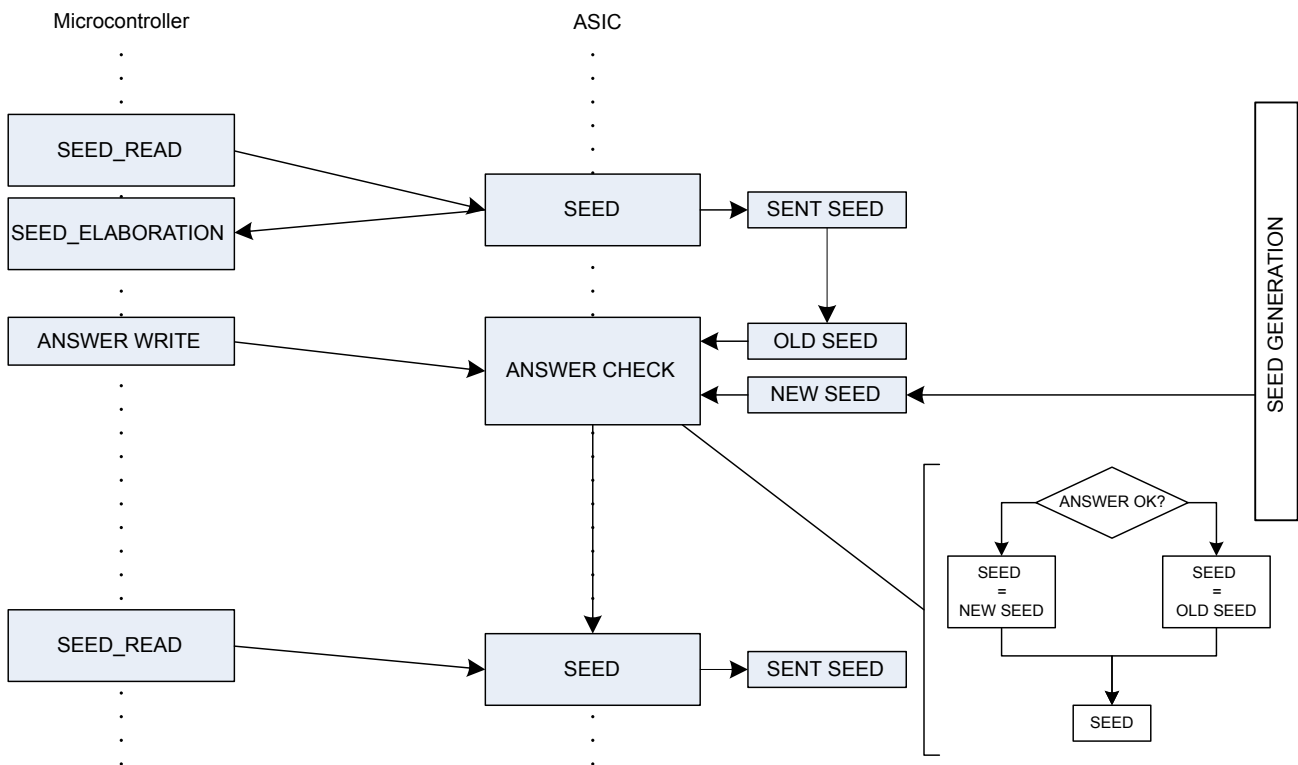 Microcontroller
ASIC
SEED_READ
SEED
SENT SEED
SEED_ELABORATION
SEED GENERATION
ANSWER WRITE
ANSWER CHECK
OLD SEED
NEW SEED
ANSWER OK?
SEED
=
NEW SEED
SEED
=
OLD SEED
SEED_READ
SEED
SENT SEED
SEED